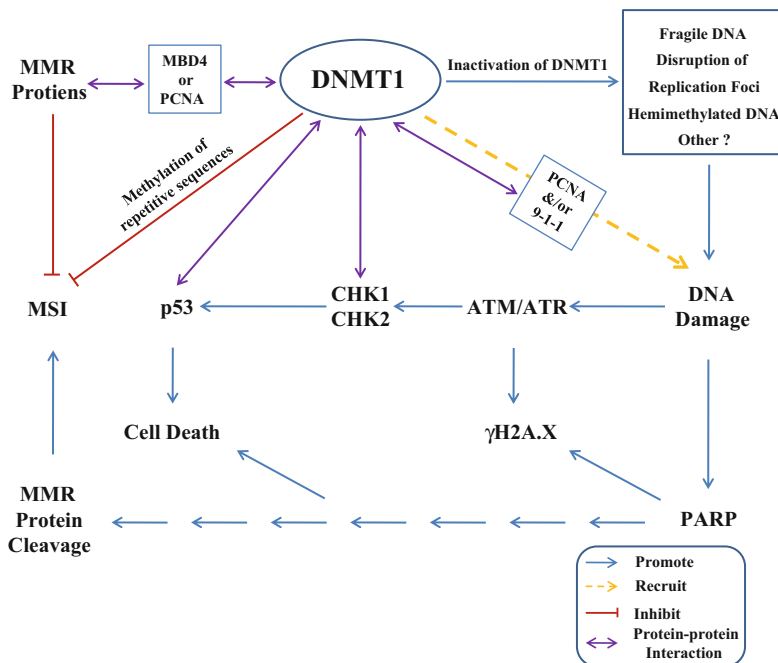 MMR
Protiens
MBD4
or
PCNA
DNMT1
Inactivation of DNMT1
Fragile DNA
Disruption of
Replication Foci
Hemimethylated DNA
Other ?
Methylation of
repetitive sequences
PCNA
&/or
9-1-1
MSI
p53
CHK1
CHK2
ATM/ATR
DNA
Damage
Cell Death
γH2A.X
MMR
Protein
Cleavage
PARP
Promote
Recruit
Inhibit
Protein-protein
Interaction